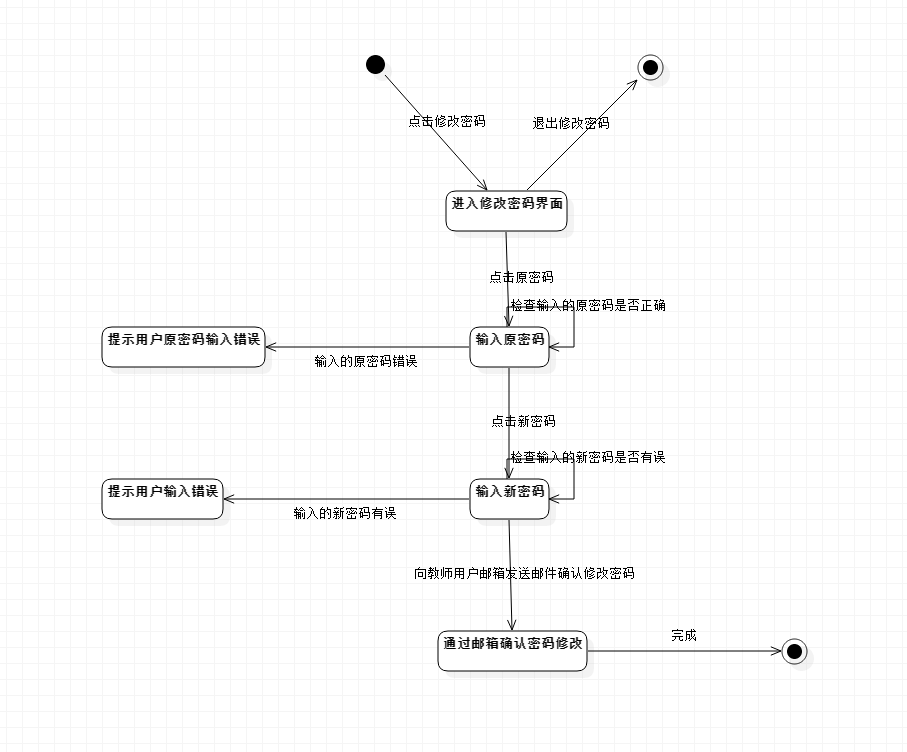 点击修改密码
退出修改密码
进入修改密码界面
点击原密码
检查输入的原密码是否正确
提示用户原密码输入错误
输入原密码
输入的原密码错误
点击新密码
检查输入的新密码是否有误
提示用户输入错误
输入新密码
输入的新密码有误
向教师用户邮箱发送邮件确认修改密码
通过邮箱确认密码修改
完成